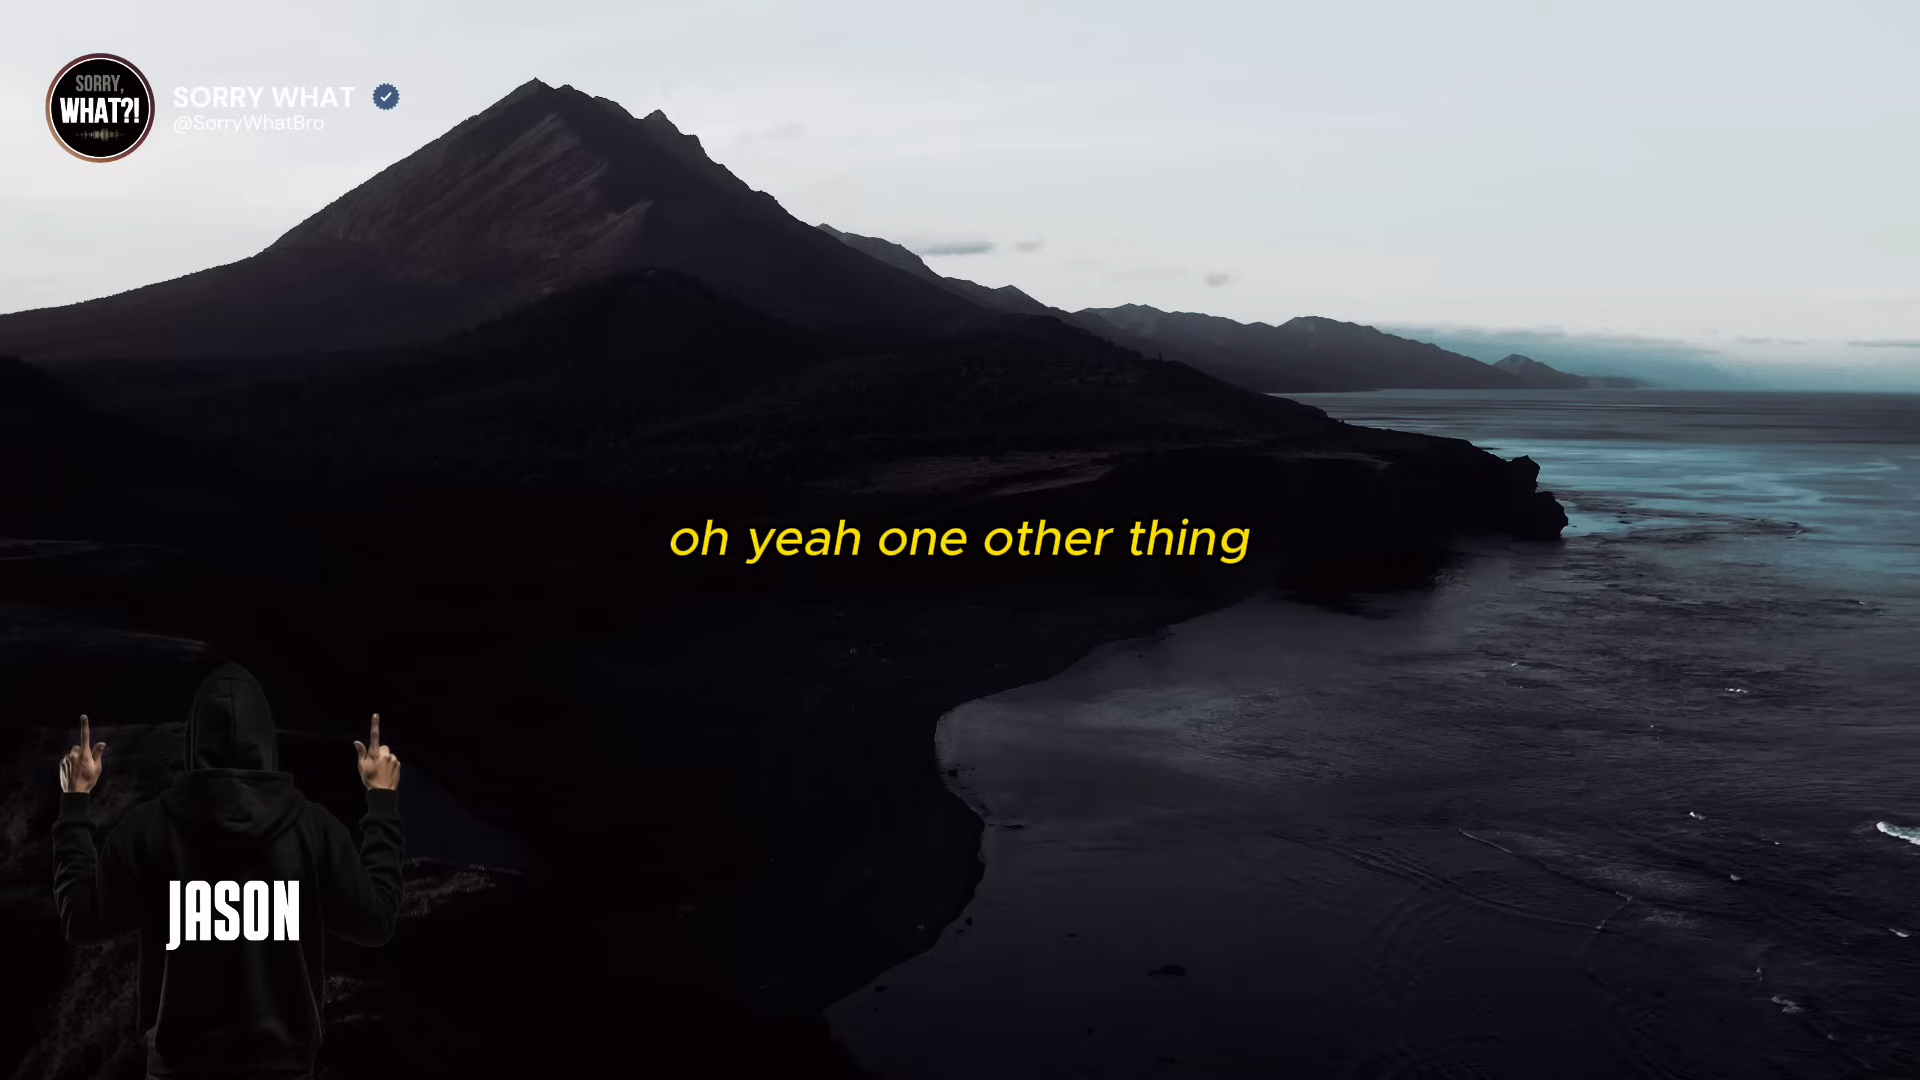 SORRY,
WHAT?!
SORRY WHAT
@SorryWhatBro
oh yeah one other thing
JASON